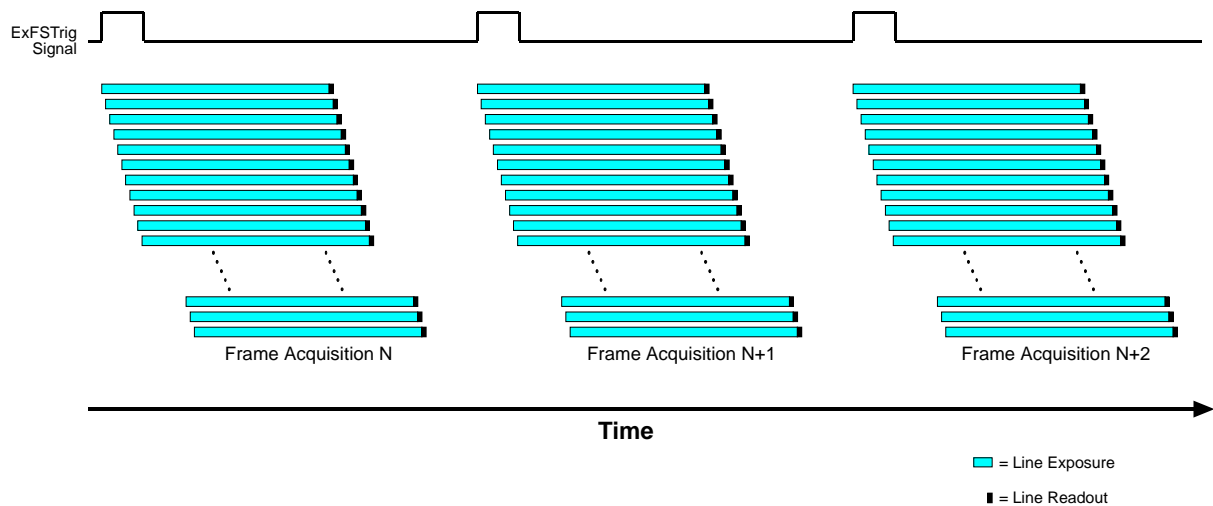 ExFSTrig
Signal
Frame Acquisition N
Frame Acquisition N+1
Frame Acquisition N+2
Time
= Line Exposure
= Line Readout